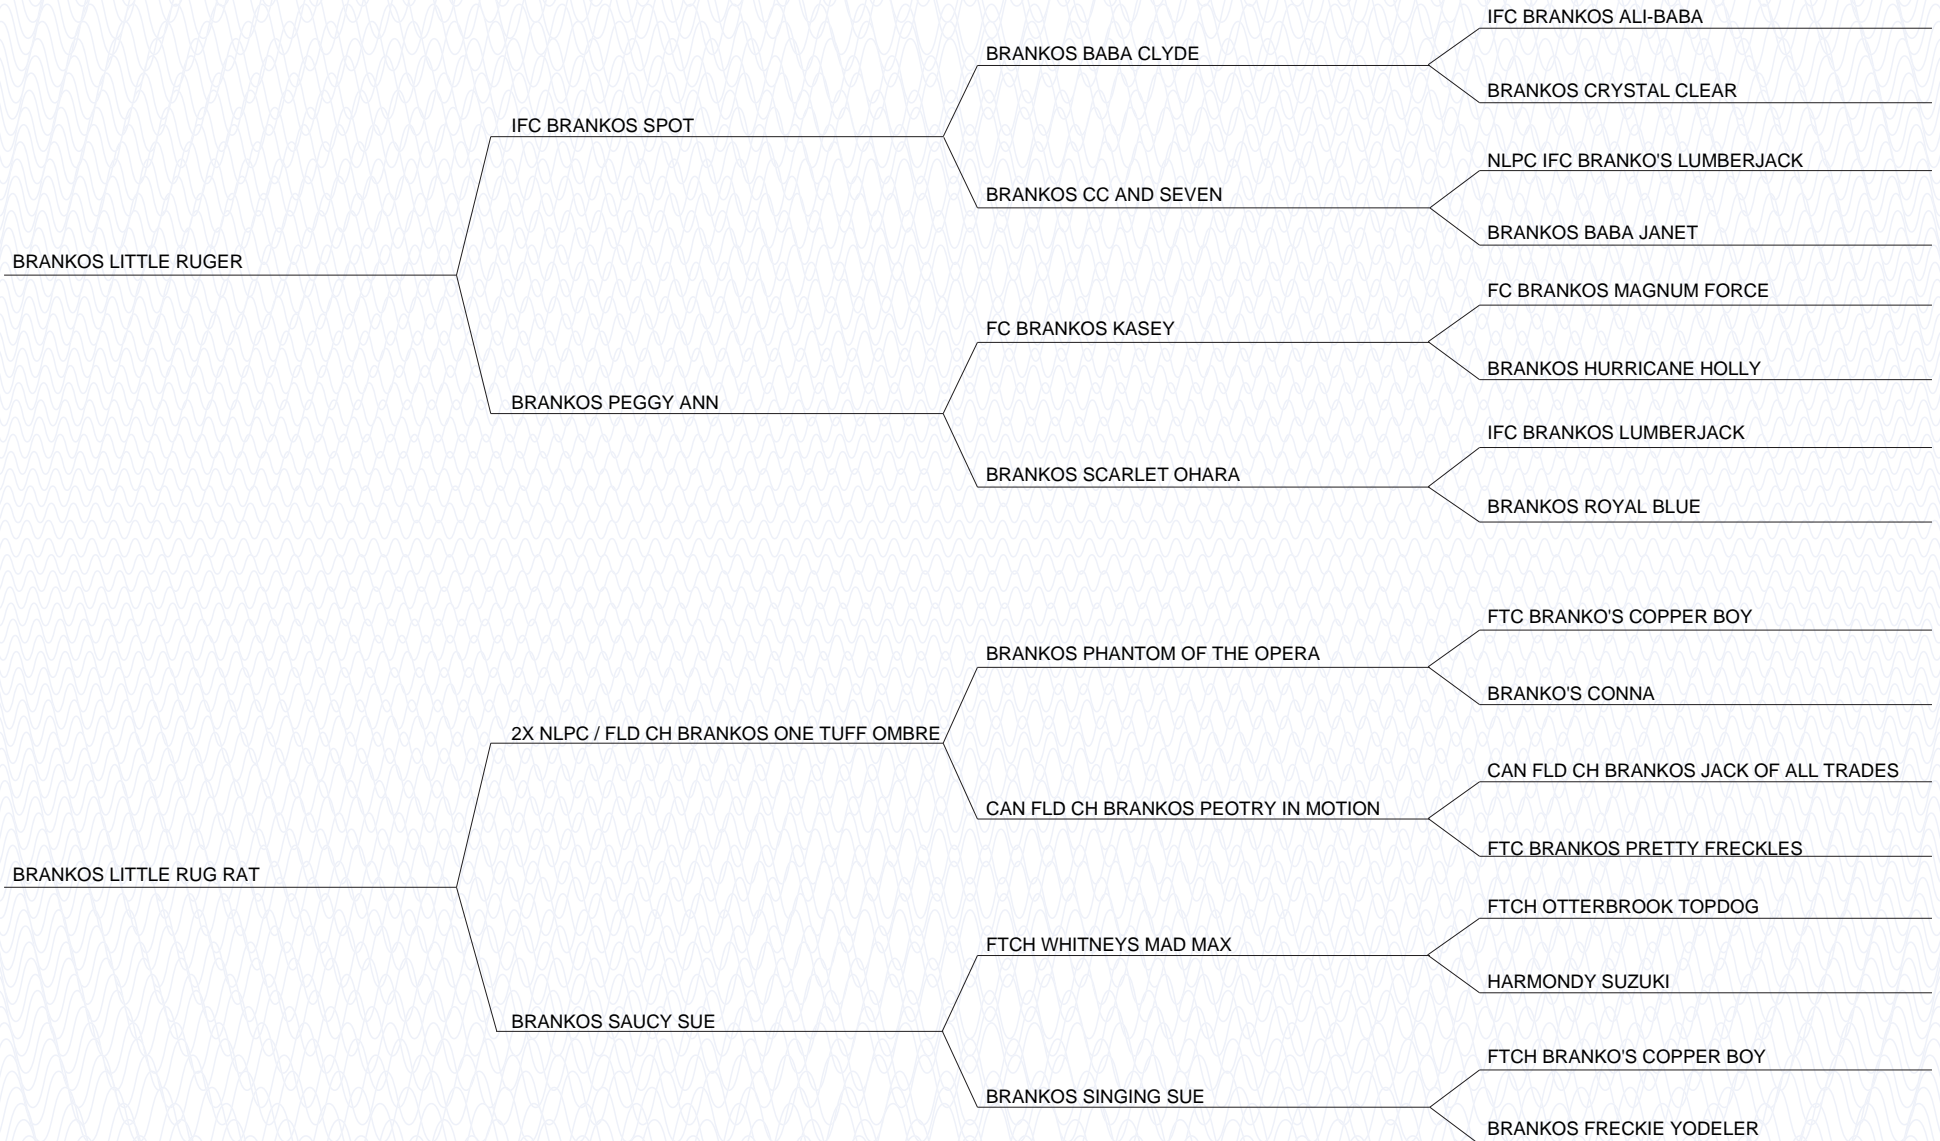 IFC BRANKOS ALI-BABA
BRANKOS BABA CLYDE
BRANKOS CRYSTAL CLEAR
IFC BRANKOS SPOT
NLPC IFC BRANKO'S LUMBERJACK
BRANKOS CC AND SEVEN
BRANKOS BABA JANET
BRANKOS LITTLE RUGER
FC BRANKOS MAGNUM FORCE
FC BRANKOS KASEY
BRANKOS HURRICANE HOLLY
BRANKOS PEGGY ANN
IFC BRANKOS LUMBERJACK
BRANKOS SCARLET OHARA
BRANKOS ROYAL BLUE
FTC BRANKO'S COPPER BOY
BRANKOS PHANTOM OF THE OPERA
BRANKO'S CONNA
2X NLPC / FLD CH BRANKOS ONE TUFF OMBRE
CAN FLD CH BRANKOS JACK OF ALL TRADES
CAN FLD CH BRANKOS PEOTRY IN MOTION
FTC BRANKOS PRETTY FRECKLES
BRANKOS LITTLE RUG RAT
FTCH OTTERBROOK TOPDOG
FTCH WHITNEYS MAD MAX
HARMONDY SUZUKI
BRANKOS SAUCY SUE
FTCH BRANKO'S COPPER BOY
BRANKOS SINGING SUE
BRANKOS FRECKIE YODELER